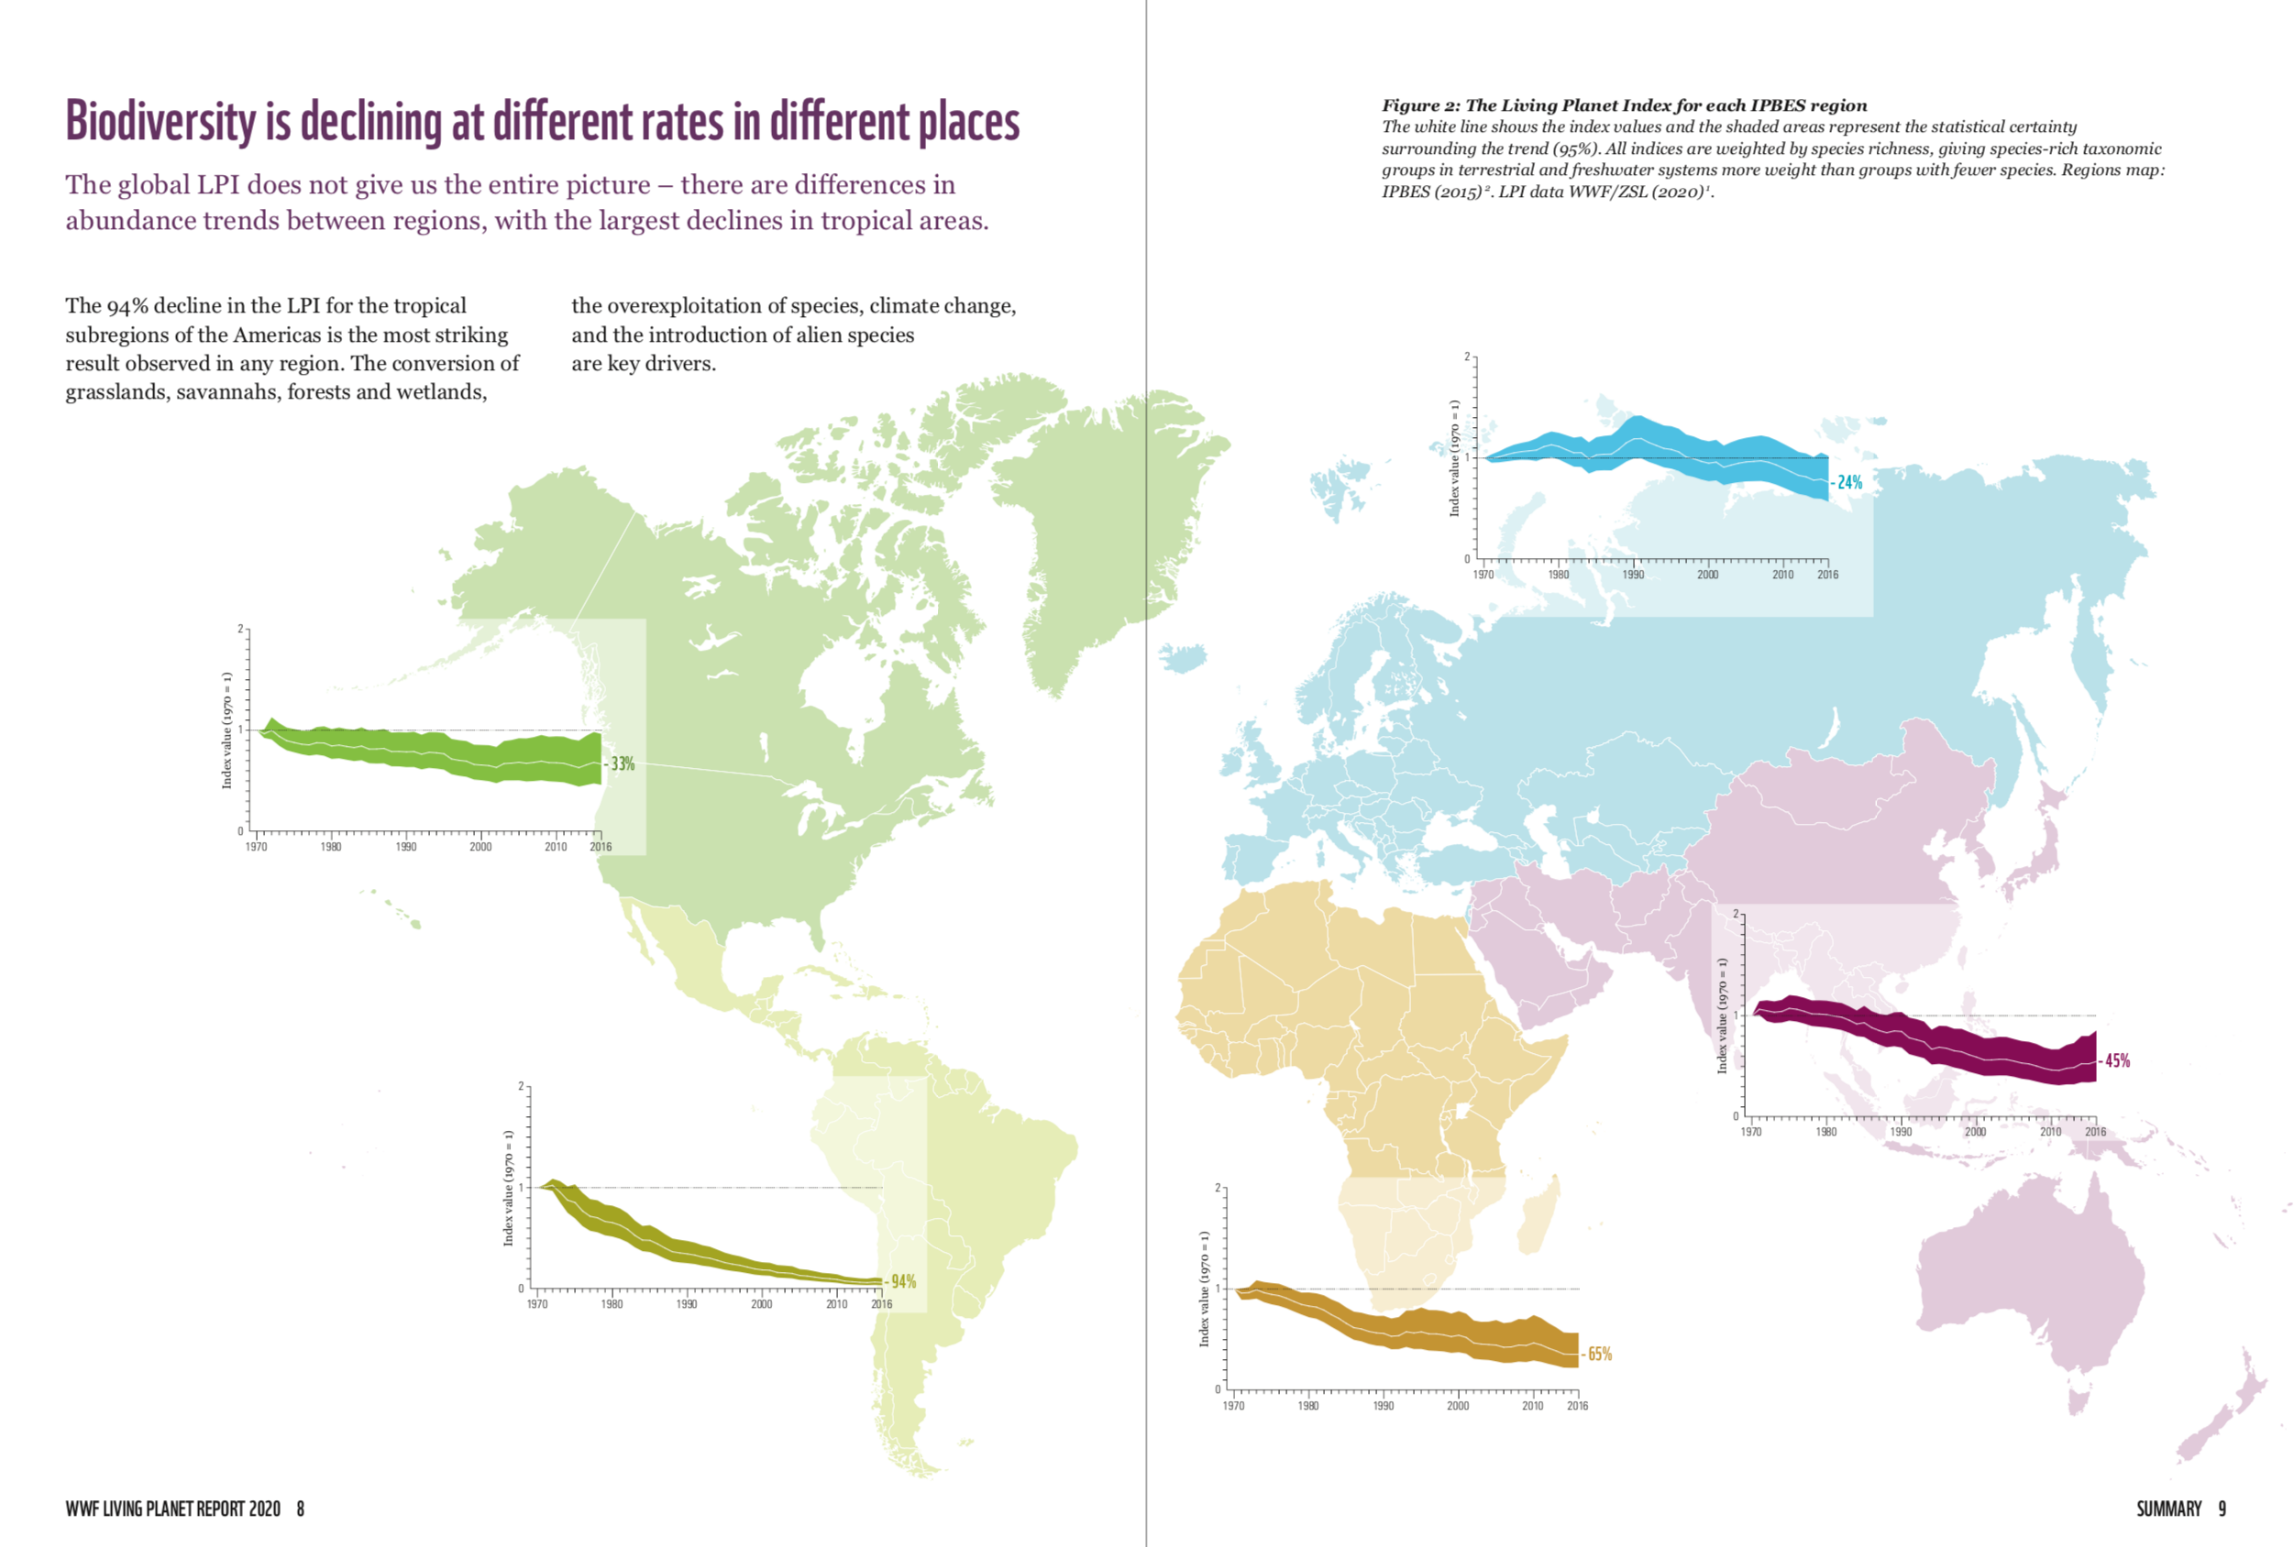 Biodiversity is declining at different rates in different places
The global LPI does not give us the entire picture – there are differences in
abundance trends between regions, with the largest declines in tropical areas.
The 94% decline in the LPI for the tropical
subregions of the Americas is the most striking
result observed in any region. The conversion of
grasslands, savannahs, forests and wetlands,
the overexploitation of species, climate change,
and the introduction of alien species
are key drivers.
Index value (1970 = 1)
2
1
0
1970 1980 1990 2000 2010 2016
- 33%
Index value (1970 = 1)
2
1
0
1970 1980 1990 2000 2010 2016
- 94%
WWF LIVING PLANET REPORT 2020 8
Figure 2: The Living Planet Index for each IPBES region
The white line shows the index values and the shaded areas represent the statistical certainty
surrounding the trend (95%). All indices are weighted by species richness, giving species-rich taxonomic
groups in terrestrial and freshwater systems more weight than groups with fewer species. Regions map:
IPBES (2015)². LPI data WWF/ZSL (2020)¹.
Index value (1970 = 1)
2
1
0
1970 1980 1990 2000 2010 2016
- 24%
Index value (1970 = 1)
2
1
0
1970 1980 1990 2000 2010 2016
- 45%
Index value (1970 = 1)
2
1
0
1970 1980 1990 2000 2010 2016
- 65%
SUMMARY 9